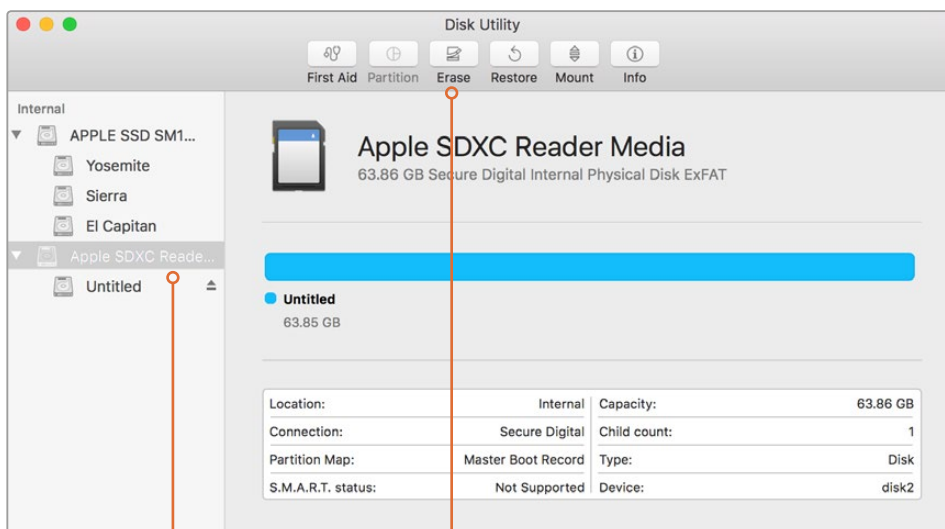 Disk Utility
First Aid Partition Erase Restore Mount Info
Internal
APPLE SSD SM1...
Yosemite
Sierra
El Capitan
Apple SDXC Reade...
Untitled
Apple SDXC Reader Media
63.86 GB Secure Digital Internal Physical Disk ExFAT
Untitled
63.85 GB
Location: Internal Capacity: 63.86 GB
Connection: Secure Digital Child count: 1
Partition Map: Master Boot Record Type: Disk
S.M.A.R.T. status: Not Supported Device: disk2